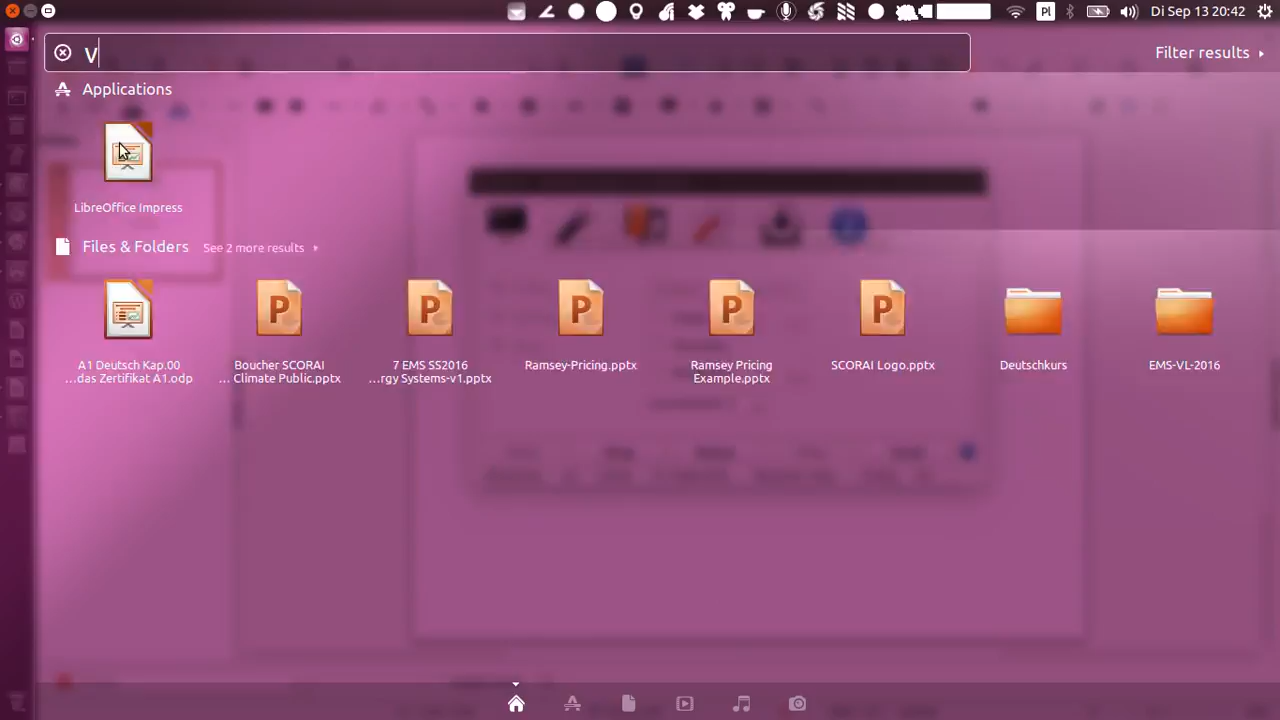 Pl
Di Sep 13 20:42
V
Filter results
Applications
LibreOffice Impress
Files & Folders See 2 more results
A1 Deutsch Kap.00
...das Zertifikat A1.odp
Boucher SCORAI
... Climate Public.pptx
7 EMS SS2016
...rgy Systems-v1.pptx
Ramsey-Pricing.pptx
Ramsey Pricing
Example.pptx
SCORAI Logo.pptx
Deutschkurs
EMS-VL-2016